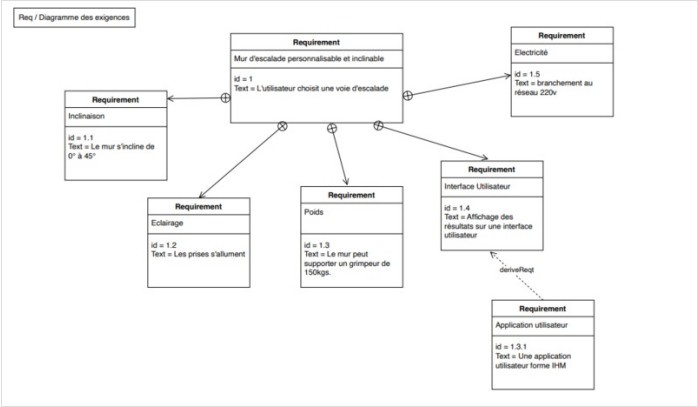 Req / Diagramme des exigences
Requirement
Mur d'escalade personnalisable et inclinable
id = 1
Text = L'utilisateur choisit une voie d'escalade
Requirement
Electricité
id = 1.5
Text = branchement au
réseau 220v
Requirement
Inclinaison
id = 1.1
Text = Le mur s'incline de
0° à 45°
Requirement
Eclairage
id = 1.2
Text = Les prises s'allument
Requirement
Poids
id = 1.3
Text = Le mur peut
supporter un grimpeur de
150kgs.
Requirement
Interface Utilisateur
id = 1.4
Text = Affichage des
résultats sur une interface
utilisateur
deriveReqt
Requirement
Application utilisateur
id = 1.3.1
Text = Une application
utilisateur forme IHM